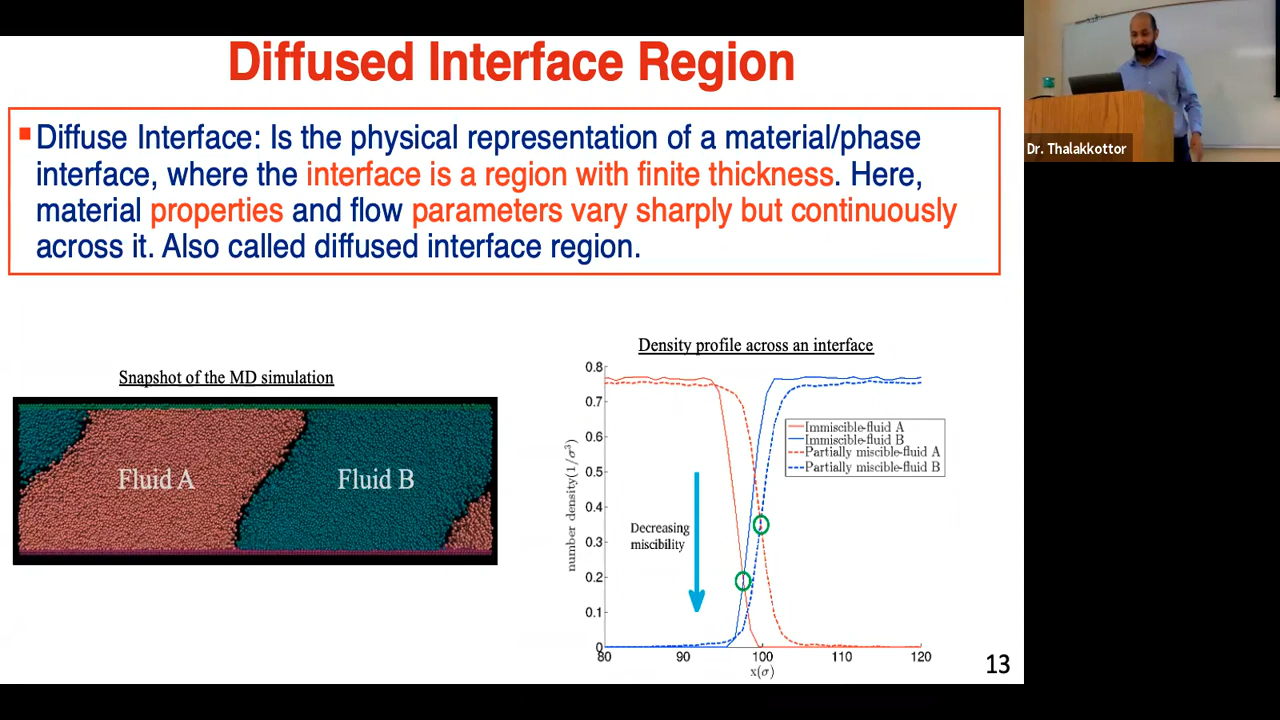 Diffused Interface Region
Diffuse Interface: Is the physical representation of a material/phase
interface, where the interface is a region with finite thickness. Here,
material properties and flow parameters vary sharply but continuously
across it. Also called diffused interface region.
Snapshot of the MD simulation
Fluid A
Fluid B
Density profile across an interface
number density(1/σ³)
0.8
0.7
0.6
0.5
0.4
0.3
0.2
0.1
0
80
90
100
110
120
x(σ)
Immiscible-fluid A
Immiscible-fluid B
Partially miscible-fluid A
Partially miscible-fluid B
Decreasing
miscibility
13
Dr. Thalakkottor